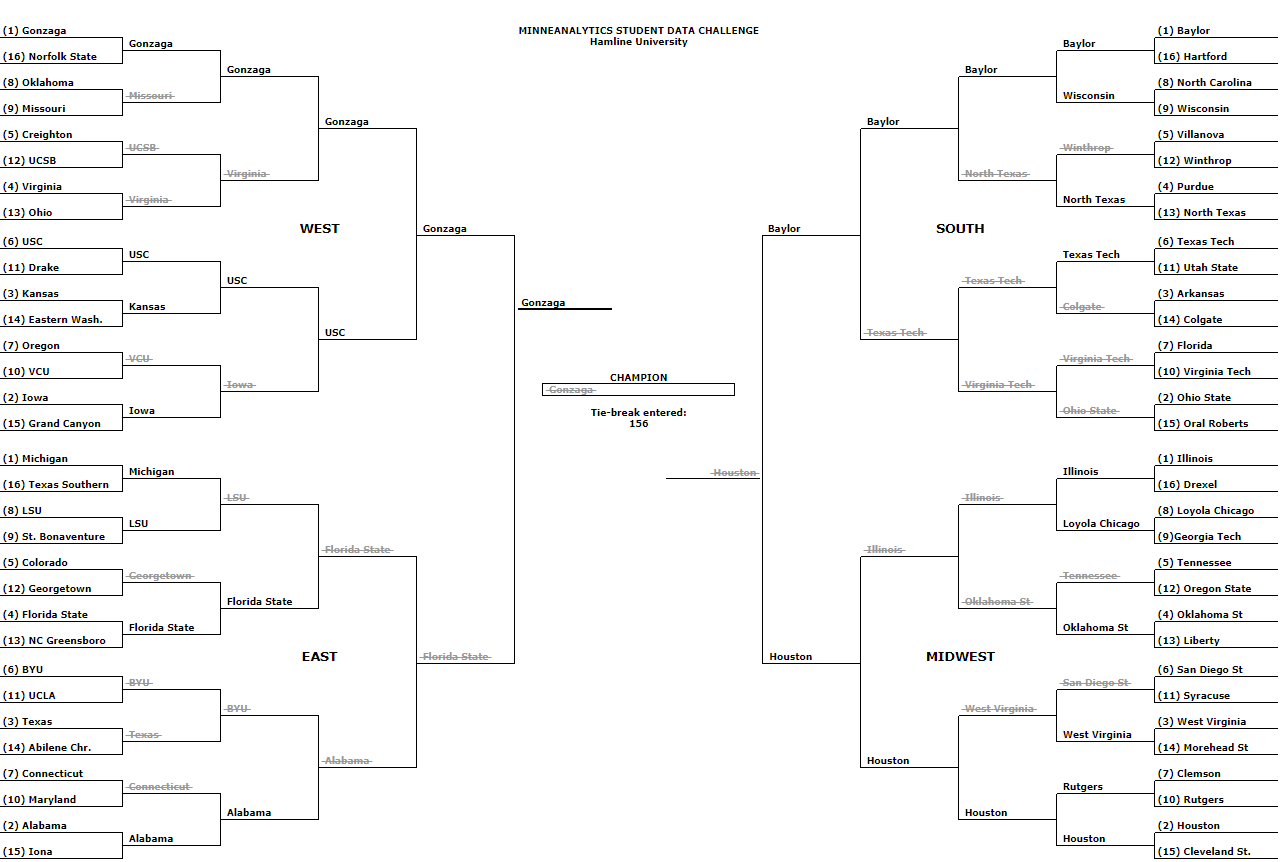 MINNEANALYTICS STUDENT DATA CHALLENGE
Hamline University
(1) Gonzaga
(16) Norfolk State
(8) Oklahoma
(9) Missouri
(5) Creighton
(12) UCSB
(4) Virginia
(13) Ohio
(6) USC
(11) Drake
(3) Kansas
(14) Eastern Wash.
(7) Oregon
(10) VCU
(2) Iowa
(15) Grand Canyon
Gonzaga
Missouri
UCSB
Virginia
USC
Kansas
VCU
Iowa
Gonzaga
Virginia
USC
Iowa
Gonzaga
USC
WEST
Gonzaga
(1) Michigan
(16) Texas Southern
(8) LSU
(9) St. Bonaventure
(5) Colorado
(12) Georgetown
(4) Florida State
(13) NC Greensboro
(6) BYU
(11) UCLA
(3) Texas
(14) Abilene Chr.
(7) Connecticut
(10) Maryland
(2) Alabama
(15) Iona
Michigan
LSU
Georgetown
Florida State
BYU
Texas
Connecticut
Alabama
LSU
Florida State
BYU
Alabama
Florida State
Alabama
EAST
Florida State
Gonzaga
CHAMPION
Gonzaga
Tie-break entered:
156
Houston
Baylor
Baylor
Texas Tech
SOUTH
Baylor
North Texas
Texas Tech
Virginia Tech
Baylor
Wisconsin
Winthrop
North Texas
Texas Tech
Colgate
Virginia Tech
Ohio State
(1) Baylor
(16) Hartford
(8) North Carolina
(9) Wisconsin
(5) Villanova
(12) Winthrop
(4) Purdue
(13) North Texas
(6) Texas Tech
(11) Utah State
(3) Arkansas
(14) Colgate
(7) Florida
(10) Virginia Tech
(2) Ohio State
(15) Oral Roberts
Houston
Illinois
Houston
MIDWEST
Illinois
Oklahoma St
West Virginia
Houston
Illinois
Loyola Chicago
Tennessee
Oklahoma St
San Diego St
West Virginia
Rutgers
Houston
(1) Illinois
(16) Drexel
(8) Loyola Chicago
(9)Georgia Tech
(5) Tennessee
(12) Oregon State
(4) Oklahoma St
(13) Liberty
(6) San Diego St
(11) Syracuse
(3) West Virginia
(14) Morehead St
(7) Clemson
(10) Rutgers
(2) Houston
(15) Cleveland St.